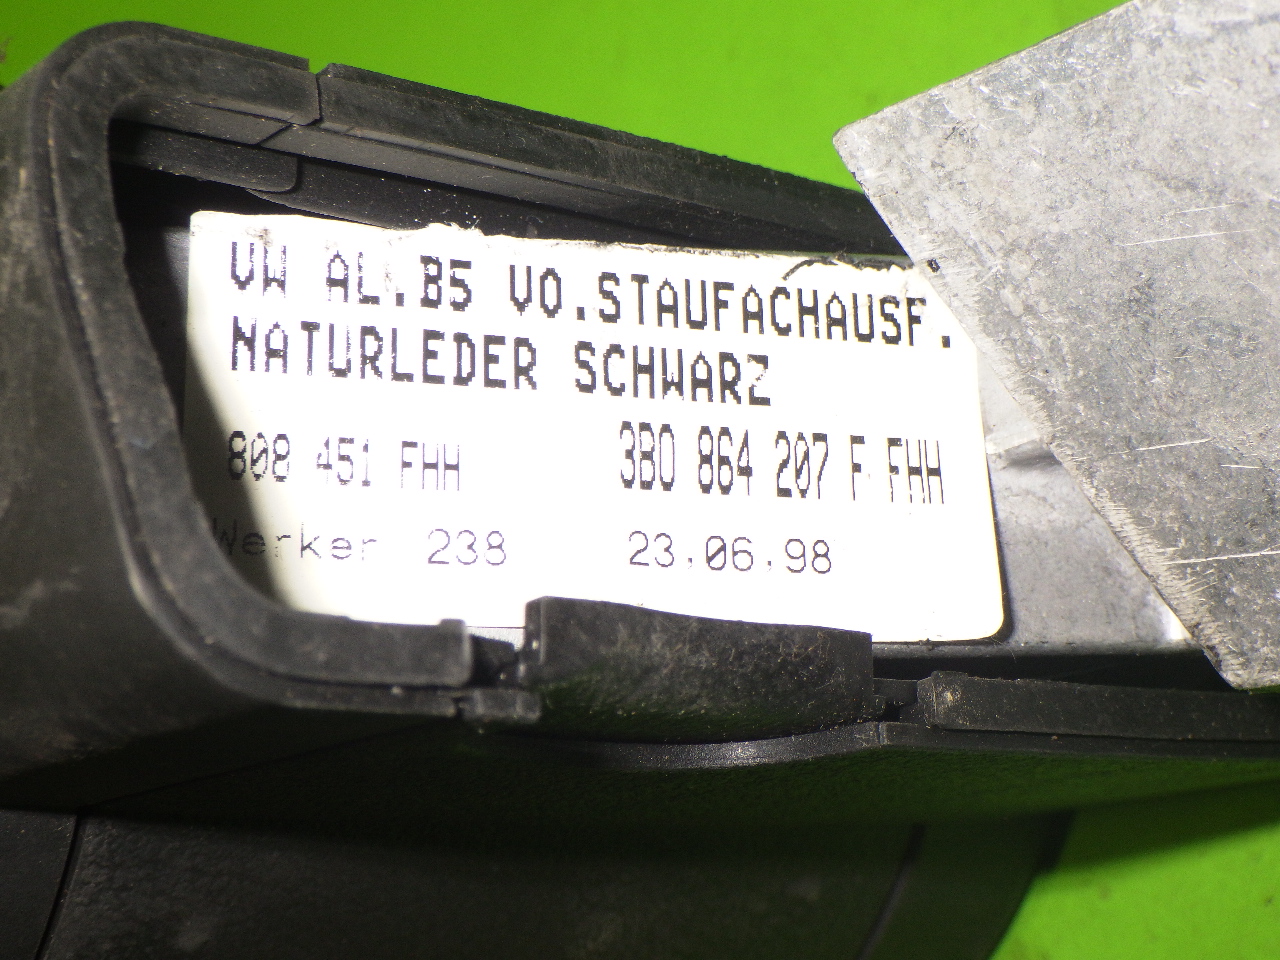 VW AL.B5 VO.STAUFACHAUSF.
NATURLEDER SCHWARZ
808 451 FHH 3B0 864 207 F FHH
Werker 238 23.06.98